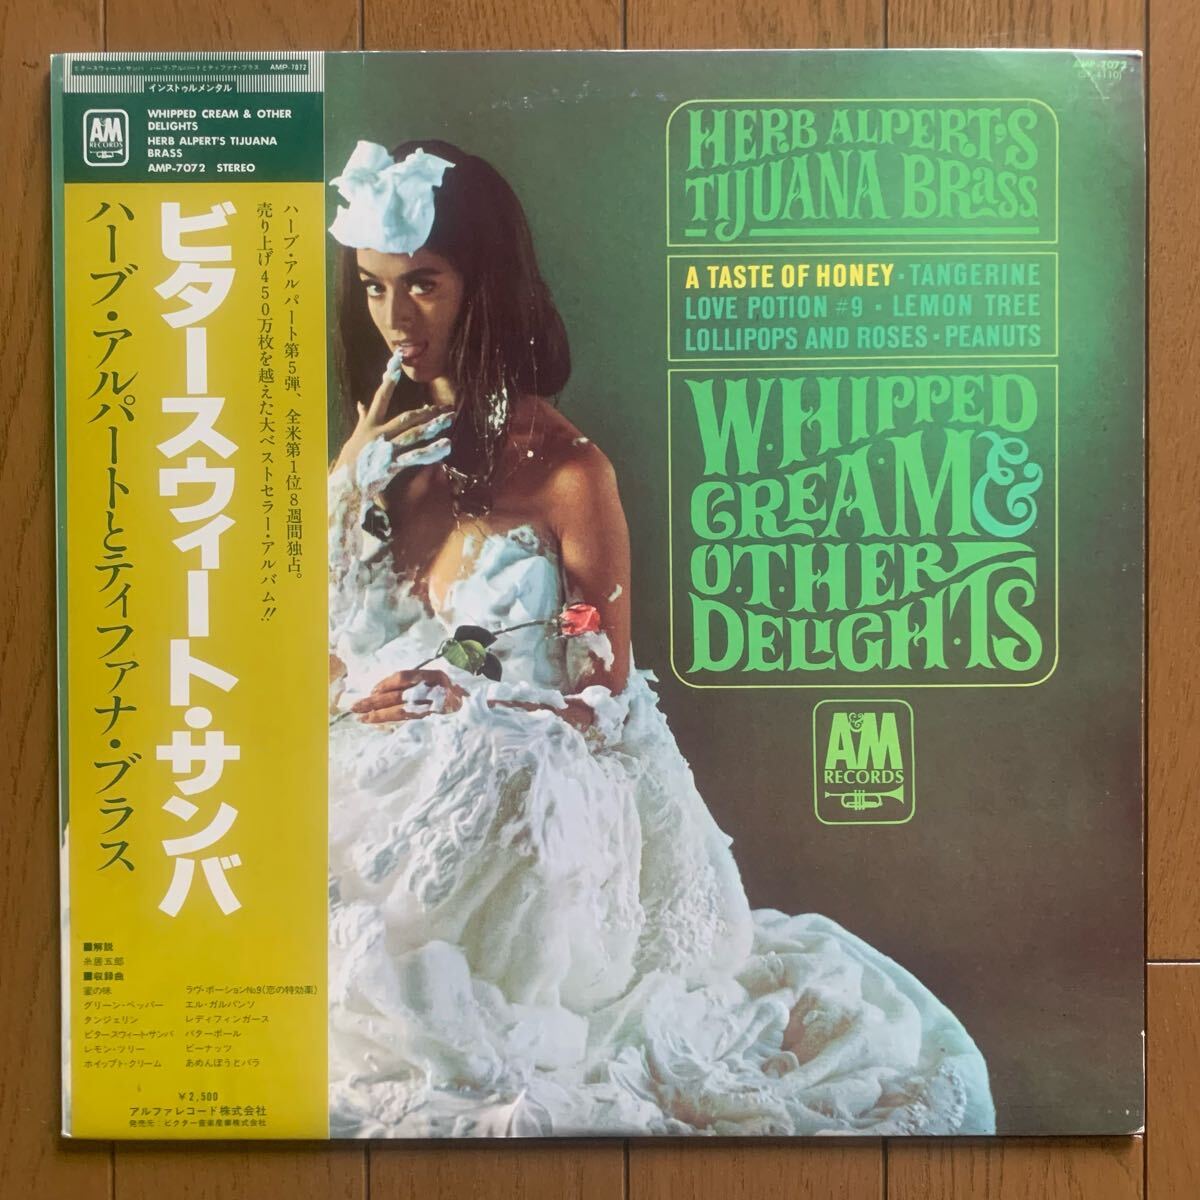 ビタースウィート・サンバ ハーブ・アルパートとティファナ・ブラス AMP-7072
インストゥルメンタル
A&M
RECORDS
WHIPPED CREAM & OTHER
DELIGHTS
HERB ALPERT'S TIJUANA
BRASS
AMP-7072 STEREO
ハーブ・アルパート第5弾、全米第1位8週間独占。
売り上げ450万枚を越えた大ベストセラー・アルバム!!
ビタースウィート・サンバ
ハーブ・アルパートとティファナ・ブラス
■解説
糸居五郎
■収録曲
蜜の味
グリーン・ペッパー
タンジェリン
ビタースウィート・サンバ
レモン・ツリー
ホイップト・クリーム
ラヴ・ポーションNo.9(恋の特効薬)
エル・ガルバンソ
レディフィンガース
バターボール
ピーナッツ
あめんぼうとバラ
¥2,500
アルファレコード株式会社
発売元:ビクター音楽産業株式会社
AMP-7072
HERB ALPERT'S
TIJUANA BRASS
A TASTE OF HONEY · TANGERINE
LOVE POTION #9 · LEMON TREE
LOLLIPOPS AND ROSES · PEANUTS
WHIPPED
CREAM &
OTHER
DELIGHTS
A&M
RECORDS